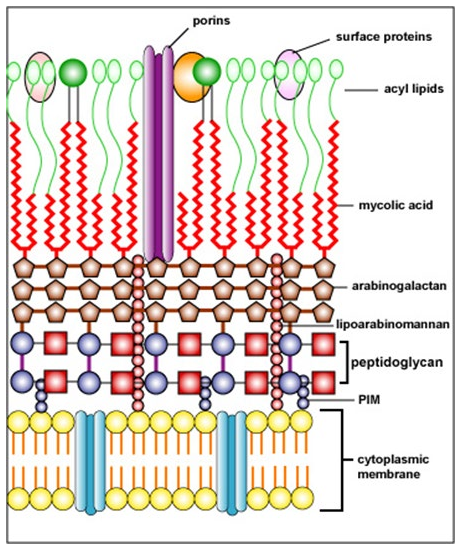 porins
surface proteins
acyl lipids
mycolic acid
arabinogalactan
lipoarabinomannan
peptidoglycan
PIM
cytoplasmic
membrane